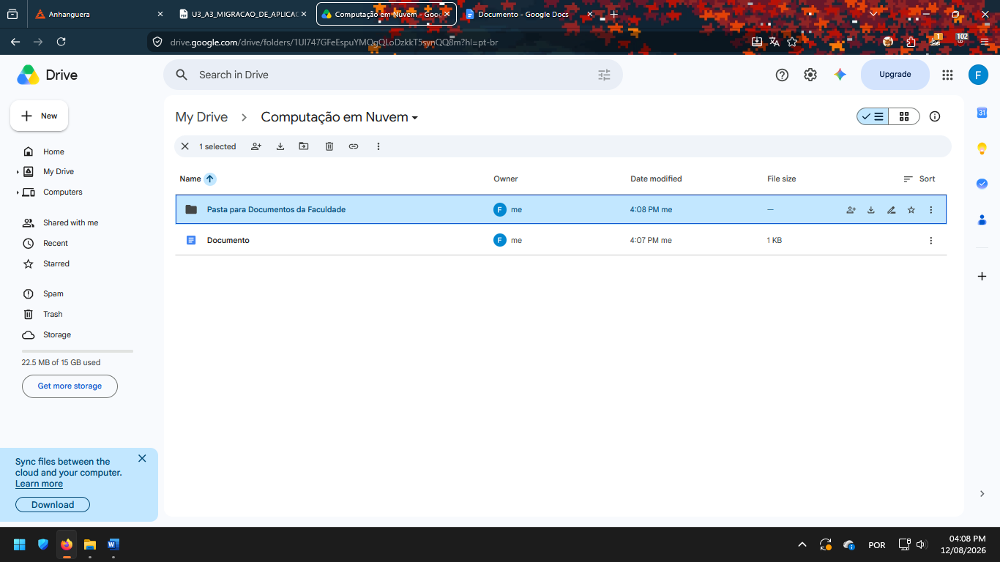 Anhanguera
U3_A3_MIGRACAO_DE_APLICAC
Computação em Nuvem - Goo
Documento - Google Docs
drive.google.com/drive/folders/1UI747GFeEspuYMQgQLoDzkkT5synQQ8m?hl=pt-br
1
102
Drive
Search in Drive
Upgrade
F
New
My Drive
Computação em Nuvem
31
1 selected
Home
My Drive
Computers
Shared with me
Recent
Starred
Spam
Trash
Storage
22.5 MB of 15 GB used
Get more storage
Name
Owner
Date modified
File size
Sort
Pasta para Documentos da Faculdade
F
me
4:08 PM me
—
Documento
F
me
4:07 PM me
1 KB
Sync files between the
cloud and your computer.
Learn more
Download
POR
04:08 PM
12/08/2026